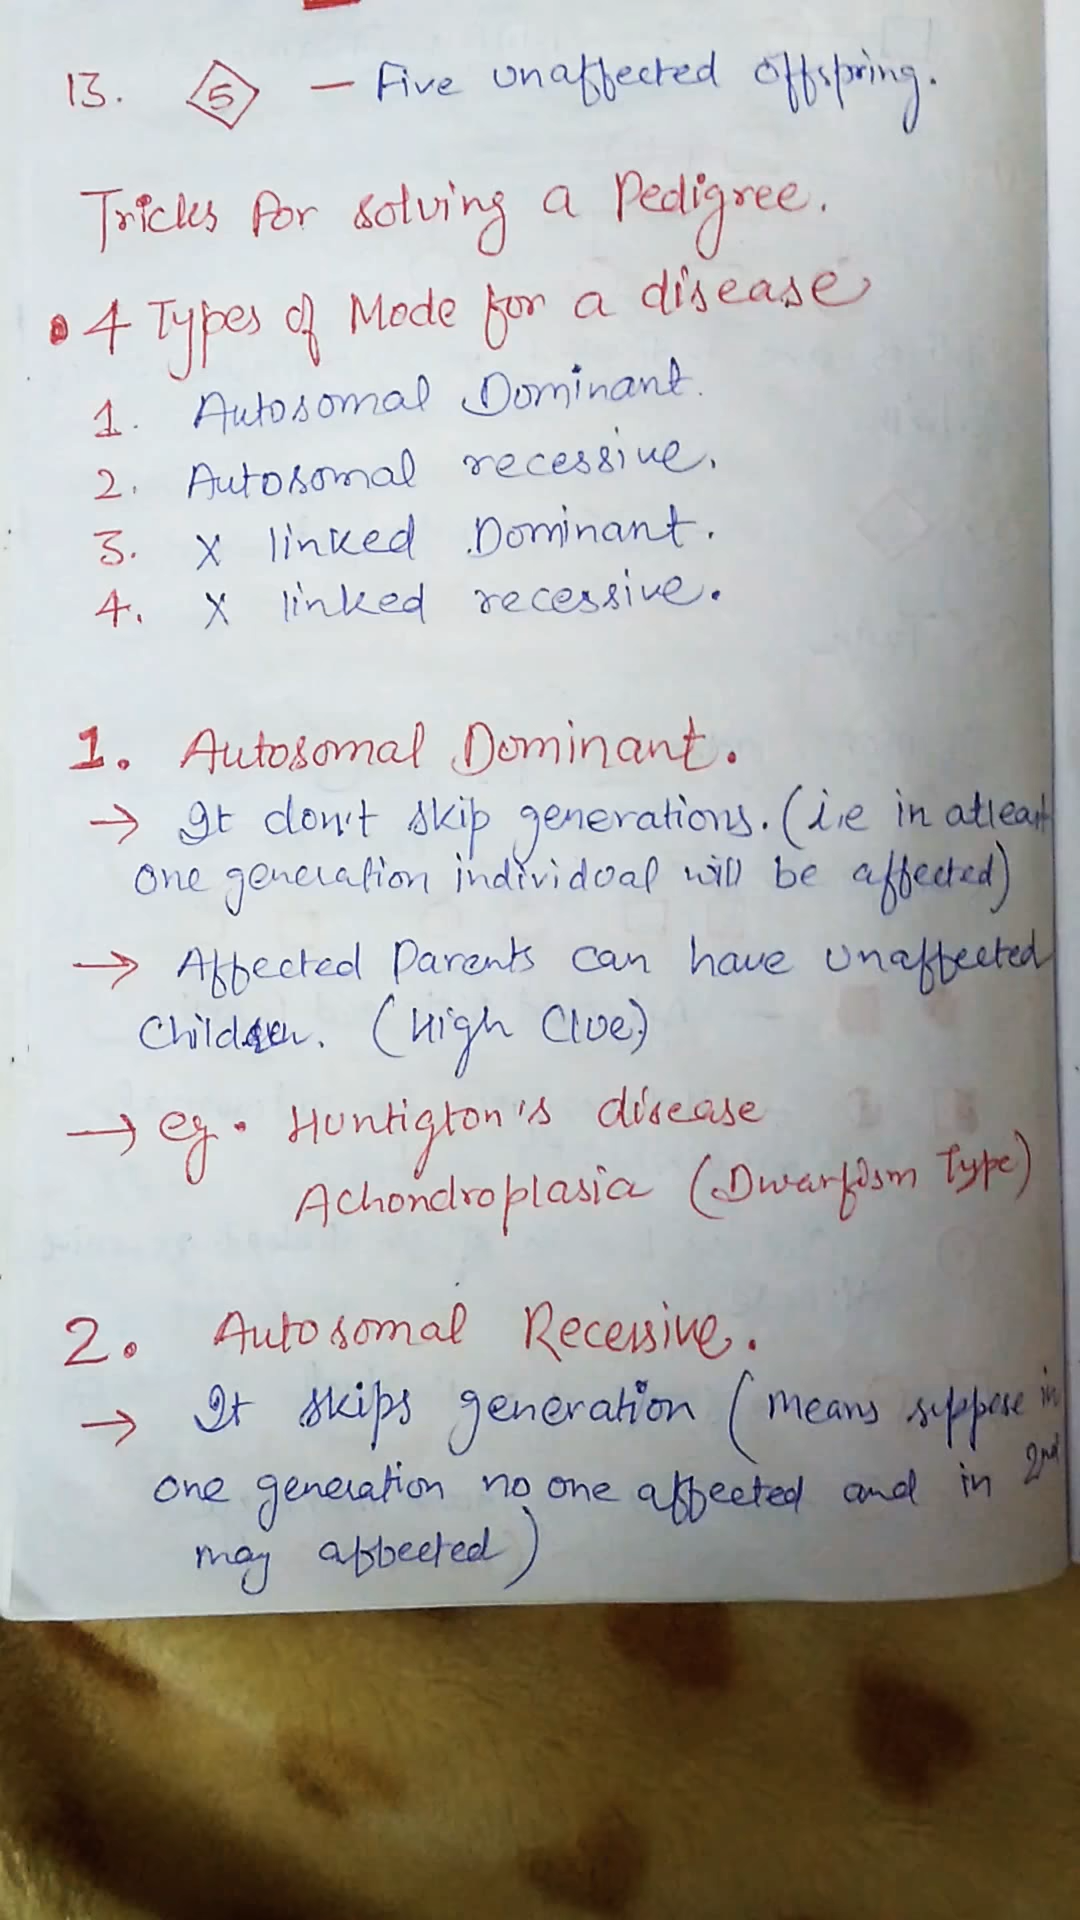 13. 5 — Five unaffected offspring.
Tricks for solving a Pedigree.
• 4 Types of Mode for a disease
1. Autosomal Dominant.
2. Autosomal recessive.
3. X linked Dominant.
4. X linked recessive.
1. Autosomal Dominant.
→ It don't skip generations. (i.e in atleast
one generation individual will be affected)
→ Affected Parents can have unaffected
Children. (High Clue)
→ eg. Huntigton's disease
Achondroplasia (Dwarfism Type)
2. Autosomal Recessive.
→ It skips generation (means suppose in
one generation no one affected and in 2nd
may affected)